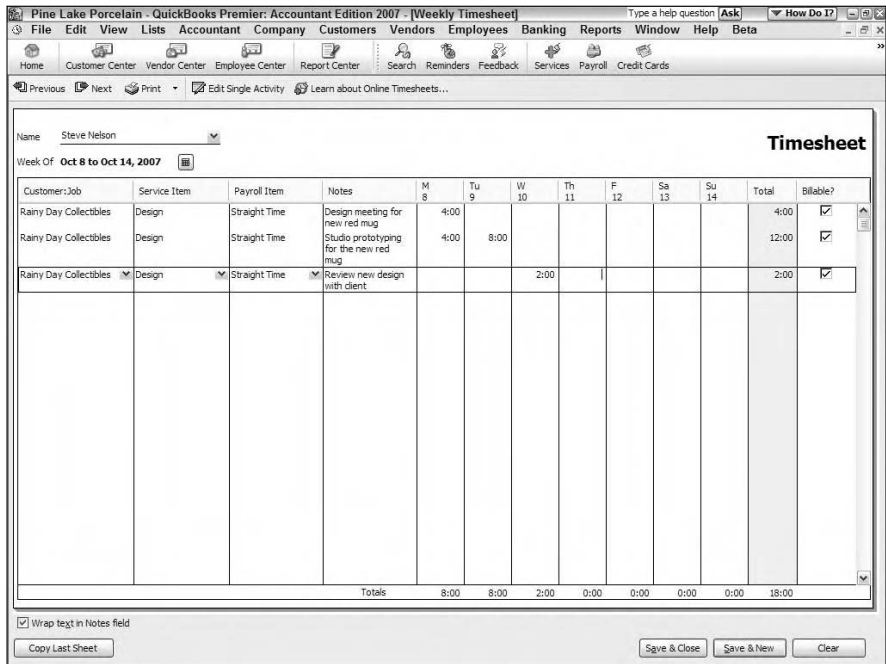 Pine Lake Porcelain - QuickBooks Premier: Accountant Edition 2007 - [Weekly Timesheet] Type a help question Ask How Do I?
File Edit View Lists Accountant Company Customers Vendors Employees Banking Reports Window Help Beta
Home Customer Center Vendor Center Employee Center Report Center Search Reminders Feedback Services Payroll Credit Cards
Previous Next Print Edit Single Activity Learn about Online Timesheets...
Name Steve Nelson
Timesheet
Week Of Oct 8 to Oct 14, 2007
Customer:Job Service Item Payroll Item Notes M 8 Tu 9 W 10 Th 11 F 12 Sa 13 Su 14 Total Billable?
Rainy Day Collectibles Design Straight Time Design meeting for 4:00 4:00
new red mug
Rainy Day Collectibles Design Straight Time Studio prototyping 4:00 8:00 12:00
for the new red
mug
Rainy Day Collectibles Design Straight Time Review new design 2:00 2:00
with client
Totals 8:00 8:00 2:00 0:00 0:00 0:00 0:00 18:00
Wrap text in Notes field
Copy Last Sheet Save & Close Save & New Clear